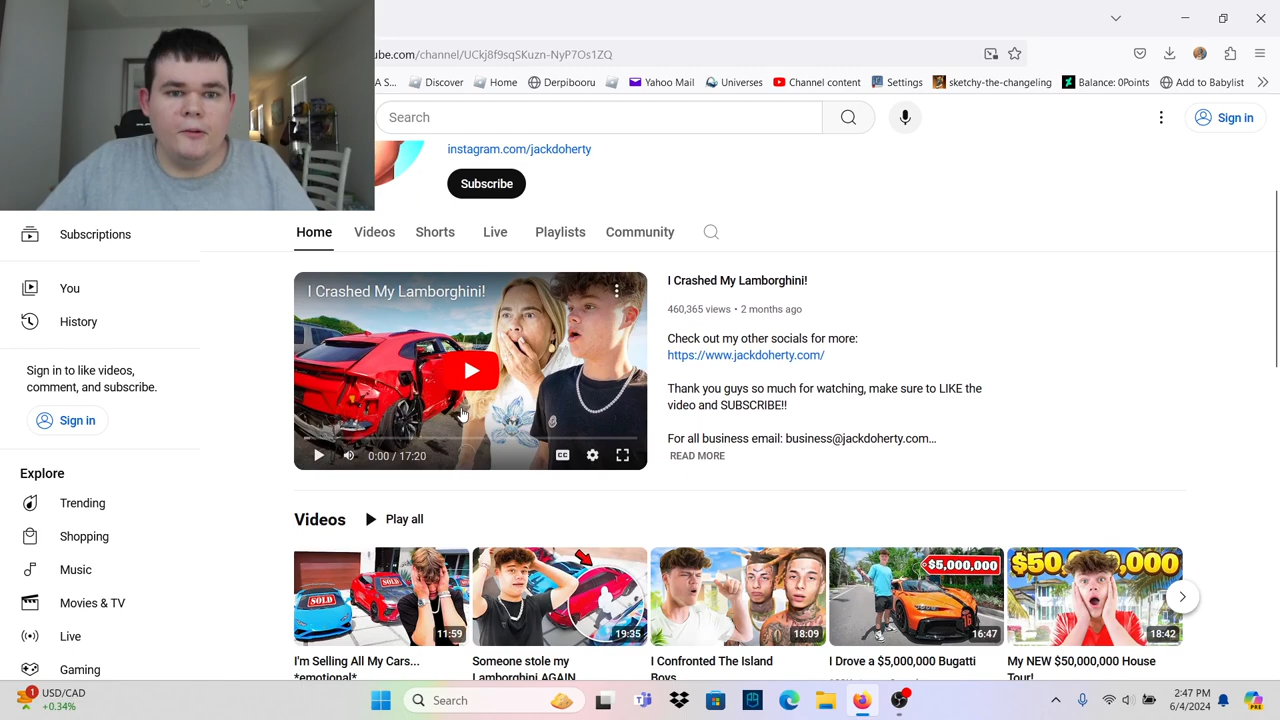 ube.com/channel/UCkj8f9sqSKuzn-NyP7Os1ZQ
A S... Discover Home Derpibooru Yahoo Mail Universes Channel content Settings sketchy-the-changeling Balance: 0Points Add to Babylist
Search
Sign in
instagram.com/jackdoherty
Subscribe
Home Videos Shorts Live Playlists Community
Subscriptions
You
History
Sign in to like videos,
comment, and subscribe.
Sign in
Explore
Trending
Shopping
Music
Movies & TV
Live
Gaming
I Crashed My Lamborghini!
0:00 / 17:20
CC
I Crashed My Lamborghini!
460,365 views • 2 months ago
Check out my other socials for more:
https://www.jackdoherty.com/
Thank you guys so much for watching, make sure to LIKE the
video and SUBSCRIBE!!
For all business email: business@jackdoherty.com...
READ MORE
Videos Play all
SOLD SOLD
11:59
19:35
18:09
$5,000,000
16:47
$50,000,000
18:42
I'm Selling All My Cars...
*emotional*
Someone stole my
Lamborghini AGAIN
I Confronted The Island
Boys
I Drove a $5,000,000 Bugatti
My NEW $50,000,000 House
Tour!
1
USD/CAD
+0.34%
Search
2:47 PM
6/4/2024
PRE